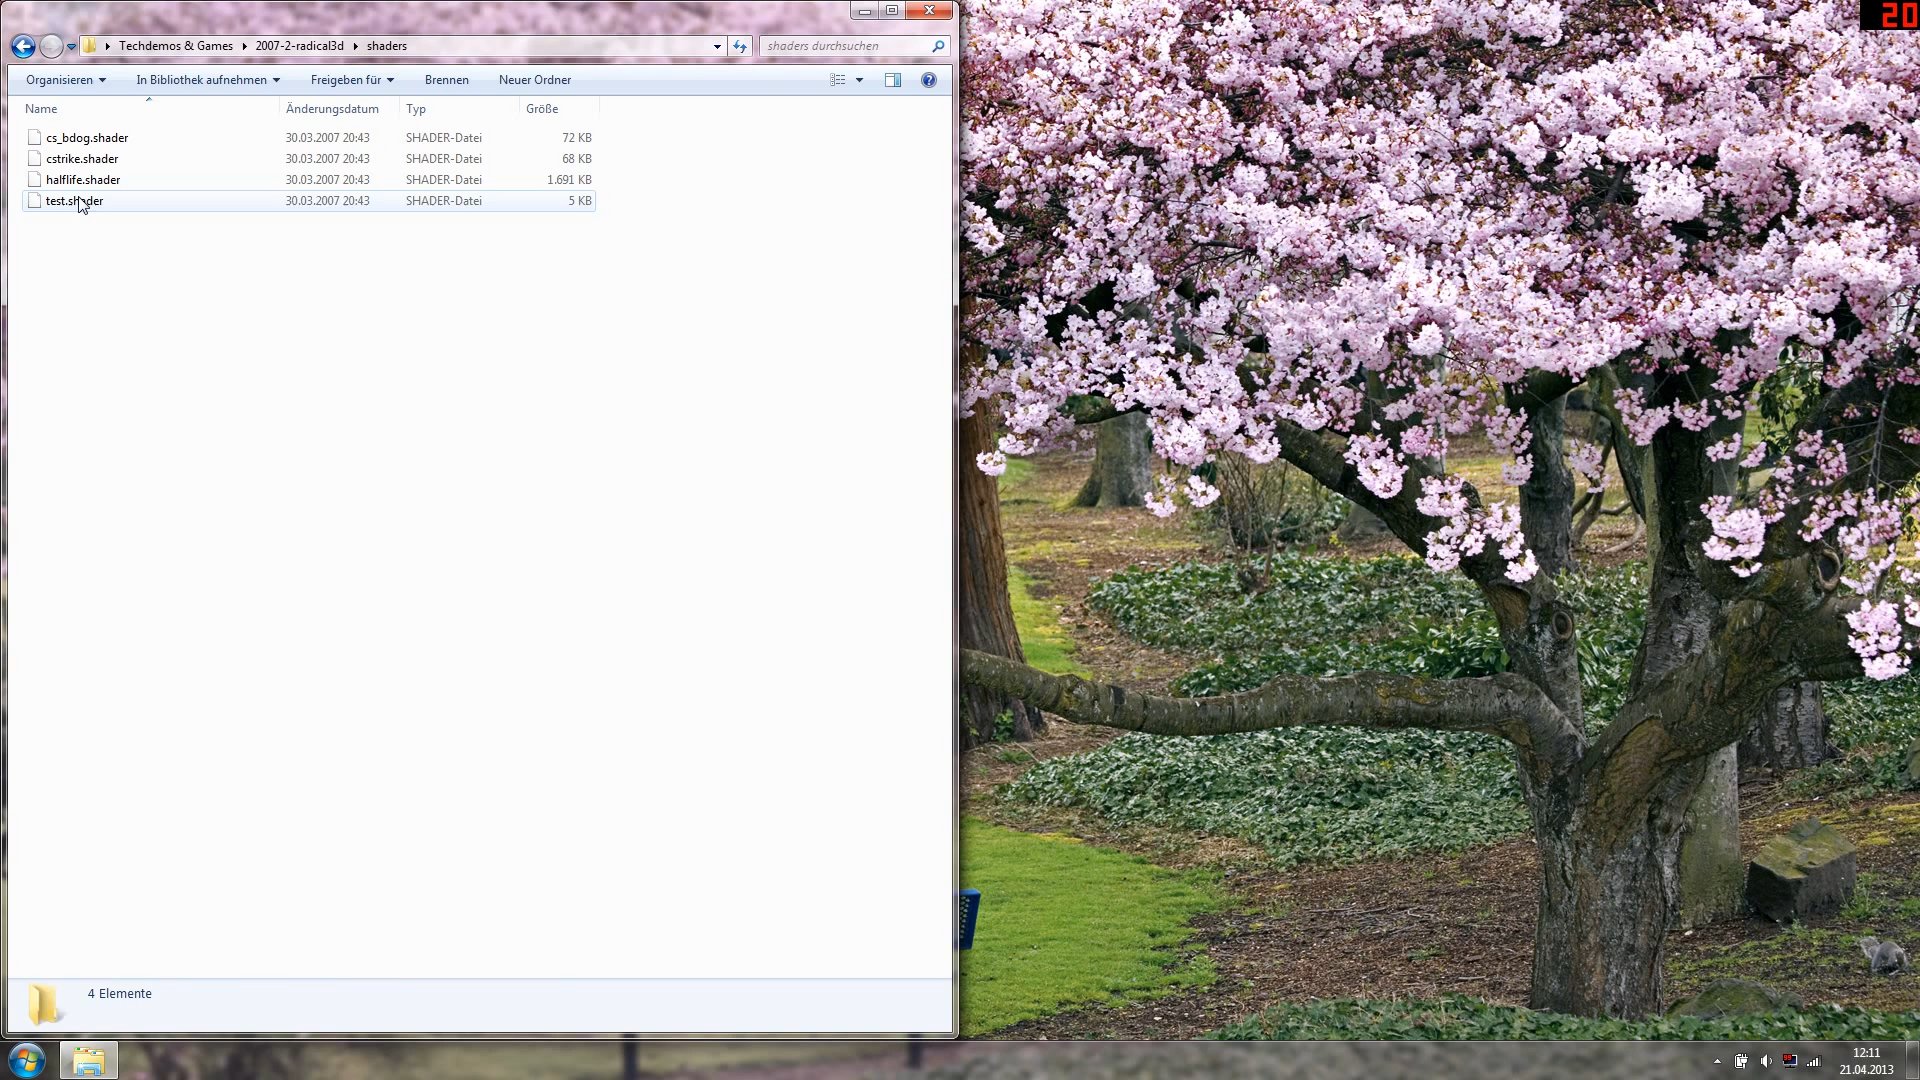 20
Techdemos & Games 2007-2-radical3d shaders
shaders durchsuchen
Organisieren In Bibliothek aufnehmen Freigeben für Brennen Neuer Ordner
Name Änderungsdatum Typ Größe
cs_bdog.shader 30.03.2007 20:43 SHADER-Datei 72 KB
cstrike.shader 30.03.2007 20:43 SHADER-Datei 68 KB
halflife.shader 30.03.2007 20:43 SHADER-Datei 1.691 KB
test.shader 30.03.2007 20:43 SHADER-Datei 5 KB
4 Elemente
12:11
21.04.2013